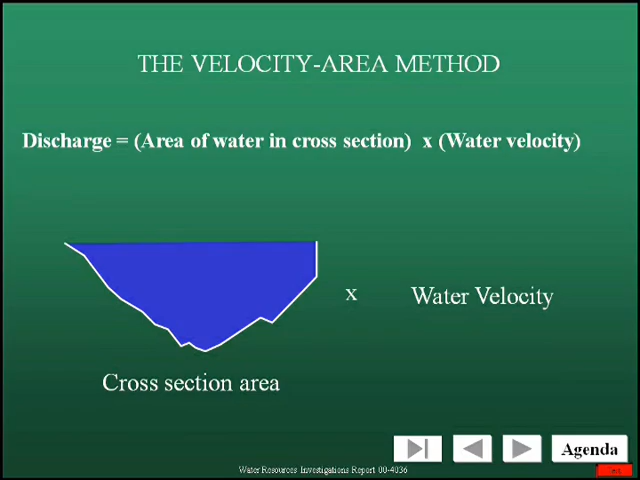 THE VELOCITY-AREA METHOD
Discharge = (Area of water in cross section) x (Water velocity)
x
Water Velocity
Cross section area
Agenda
Water Resources Investigations Report 00-4036